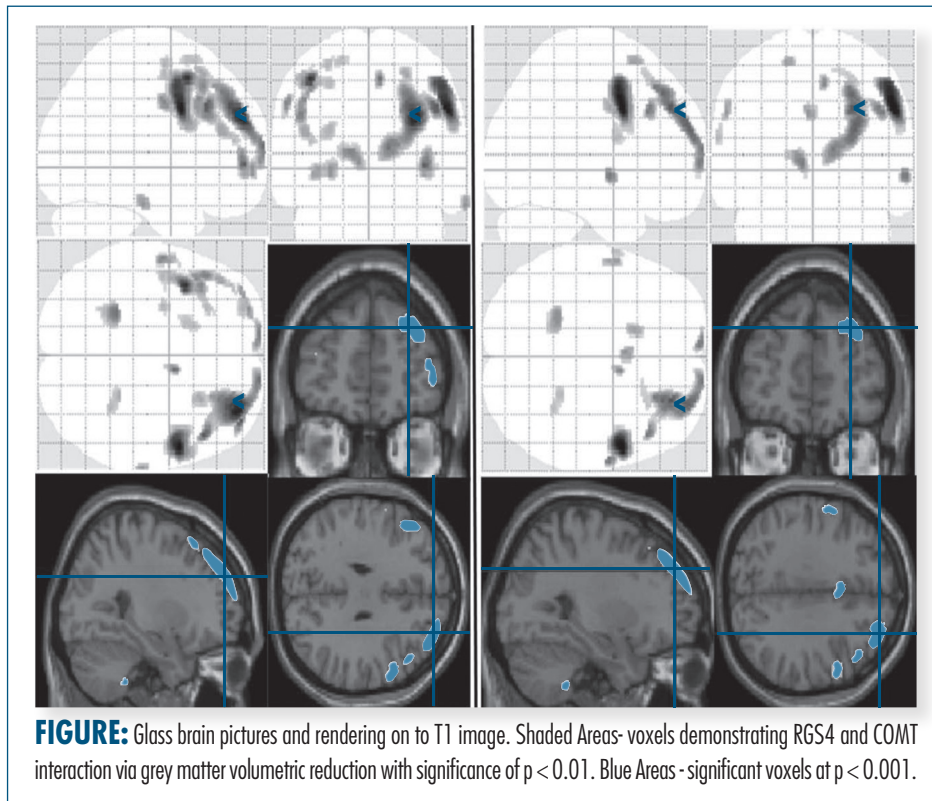 FIGURE: Glass brain pictures and rendering on to T1 image. Shaded Areas- voxels demonstrating RGS4 and COMT
interaction via grey matter volumetric reduction with significance of p < 0.01. Blue Areas - significant voxels at p < 0.001.